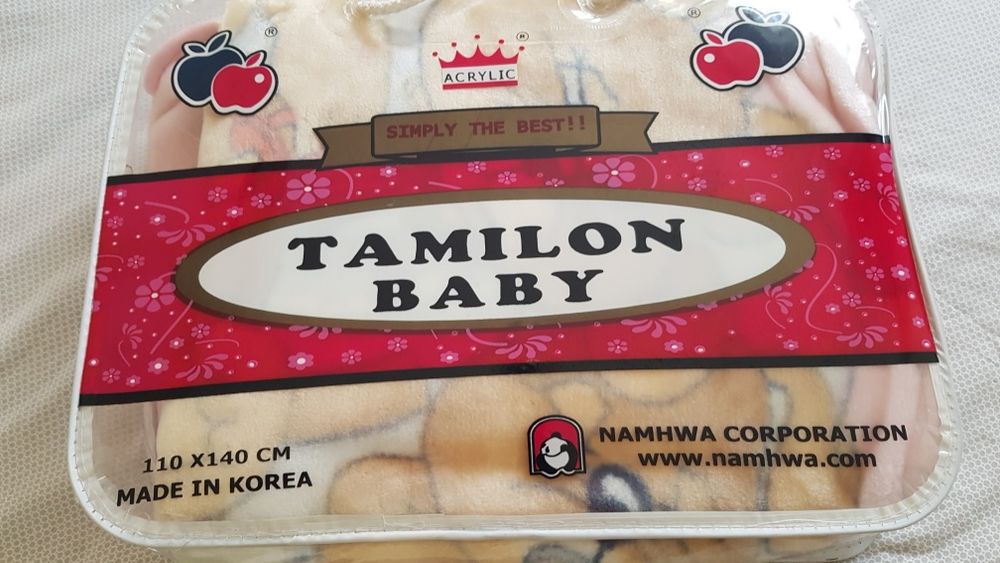 ®
®
®
ACRYLIC
SIMPLY THE BEST!!
TAMILON
BABY
110 X140 CM
MADE IN KOREA
NAMHWA CORPORATION
www.namhwa.com